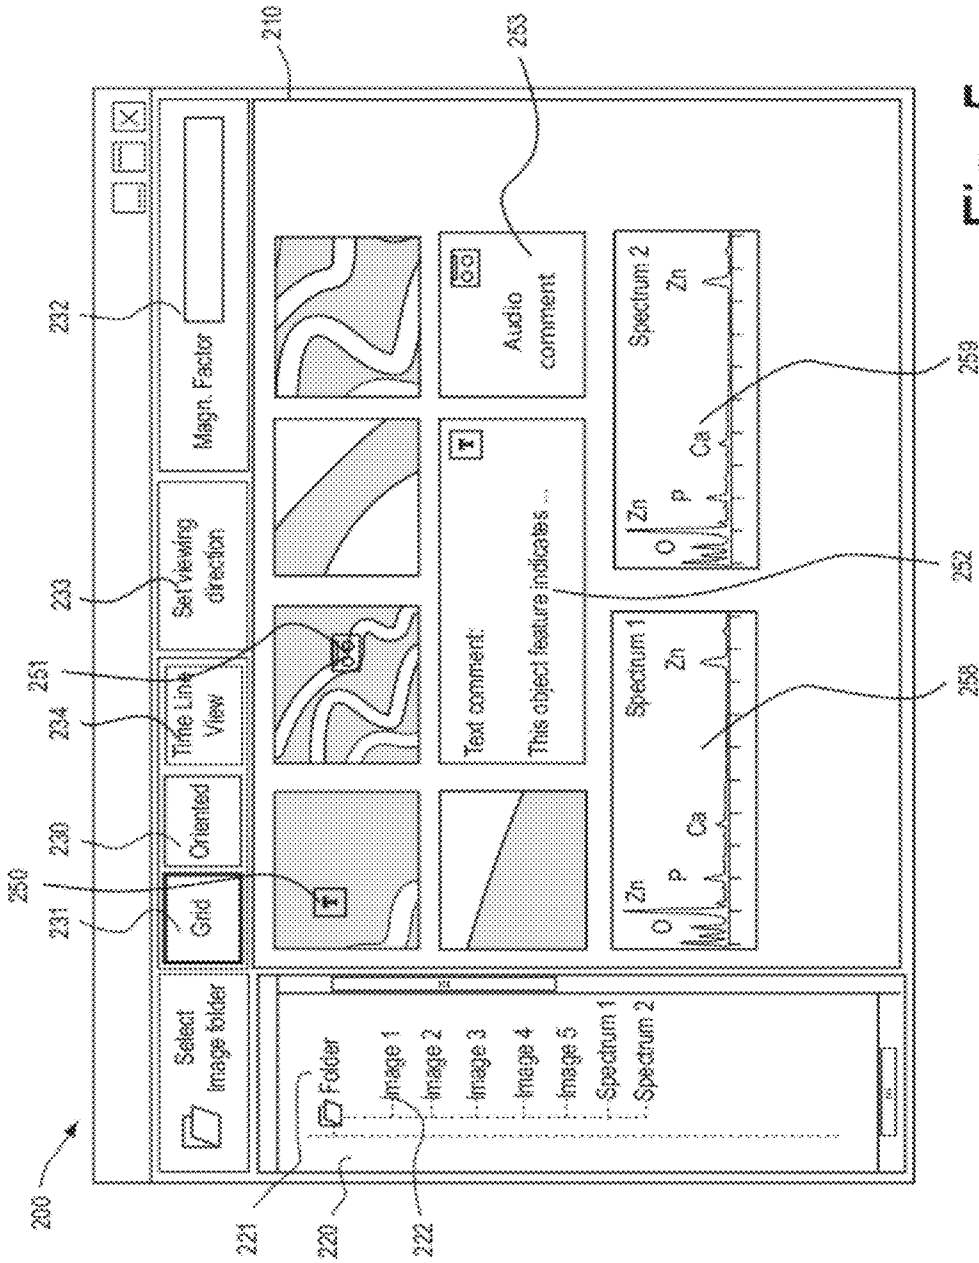 200
250
231
230
234
251
233
232
Select
Image folder
Grid
Oriented
Time Line
View
Set viewing
direction
Magn. Factor
210
221
220
222
Folder
Image 1
Image 2
Image 3
Image 4
Image 5
Spectrum 1
Spectrum 2
T
Text comment:
T
This object feature indicates ...
Audio
comment
253
Spectrum 1
Zn
O
P
Ca
Zn
Spectrum 2
Zn
O
P
Ca
Zn
258
252
259